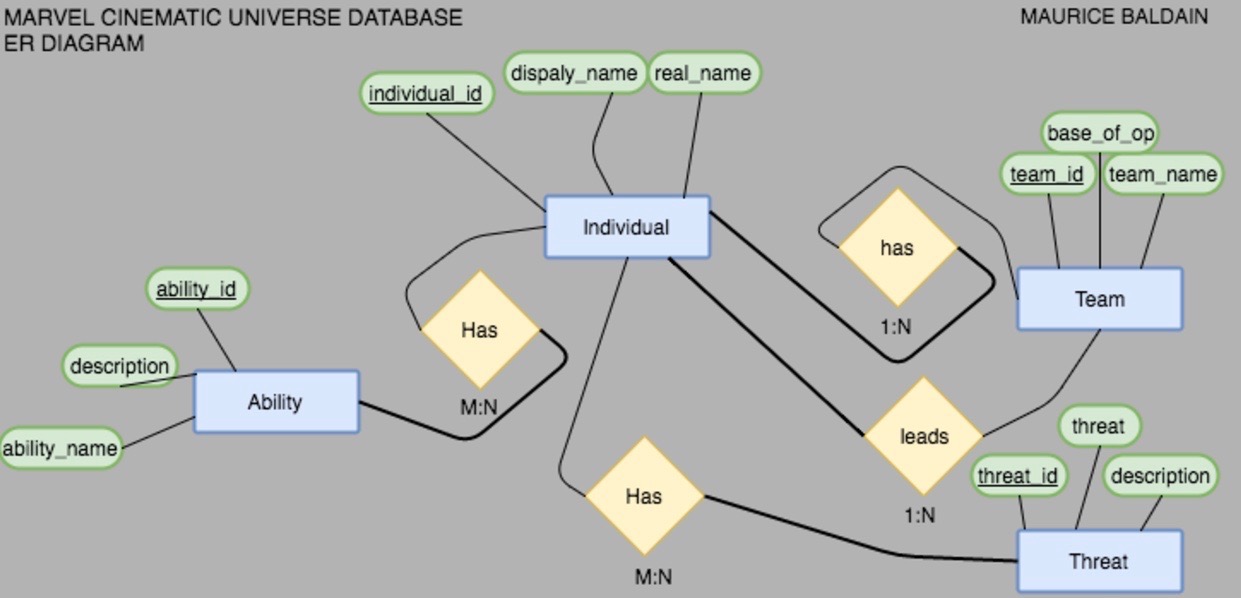 MARVEL CINEMATIC UNIVERSE DATABASE
ER DIAGRAM
MAURICE BALDAIN
individual_id
dispaly_name
real_name
base_of_op
team_id
team_name
Individual
has
1:N
Team
ability_id
description
ability_name
Ability
Has
M:N
leads
1:N
threat
threat_id
description
Has
M:N
Threat